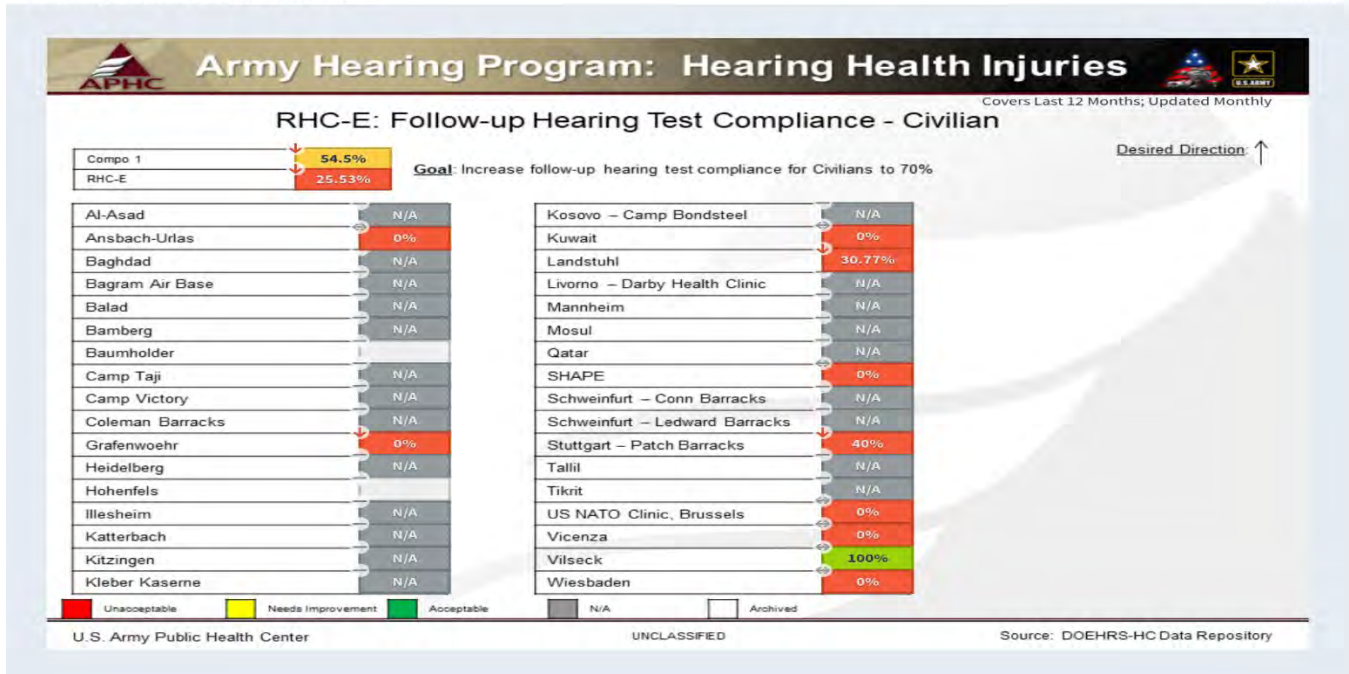 Army Hearing Program: Hearing Health Injuries
APHC
U.S. ARMY
Covers Last 12 Months; Updated Monthly
RHC-E: Follow-up Hearing Test Compliance - Civilian
Desired Direction:
Compo 1 54.5%
RHC-E 25.53%
Goal: Increase follow-up hearing test compliance for Civilians to 70%
Al-Asad N/A
Ansbach-Urlas 0%
Baghdad N/A
Bagram Air Base N/A
Balad N/A
Bamberg N/A
Baumholder
Camp Taji N/A
Camp Victory N/A
Coleman Barracks N/A
Grafenwoehr 0%
Heidelberg N/A
Hohenfels
Illesheim N/A
Katterbach N/A
Kitzingen N/A
Kleber Kaserne N/A
Kosovo – Camp Bondsteel N/A
Kuwait 0%
Landstuhl 30.77%
Livorno – Darby Health Clinic N/A
Mannheim N/A
Mosul N/A
Qatar N/A
SHAPE 0%
Schweinfurt – Conn Barracks N/A
Schweinfurt – Ledward Barracks N/A
Stuttgart – Patch Barracks 40%
Tallil N/A
Tikrit N/A
US NATO Clinic, Brussels 0%
Vicenza 0%
Vilseck 100%
Wiesbaden 0%
Unacceptable Needs Improvement Acceptable N/A Archived
U.S. Army Public Health Center UNCLASSIFIED Source: DOEHRS-HC Data Repository